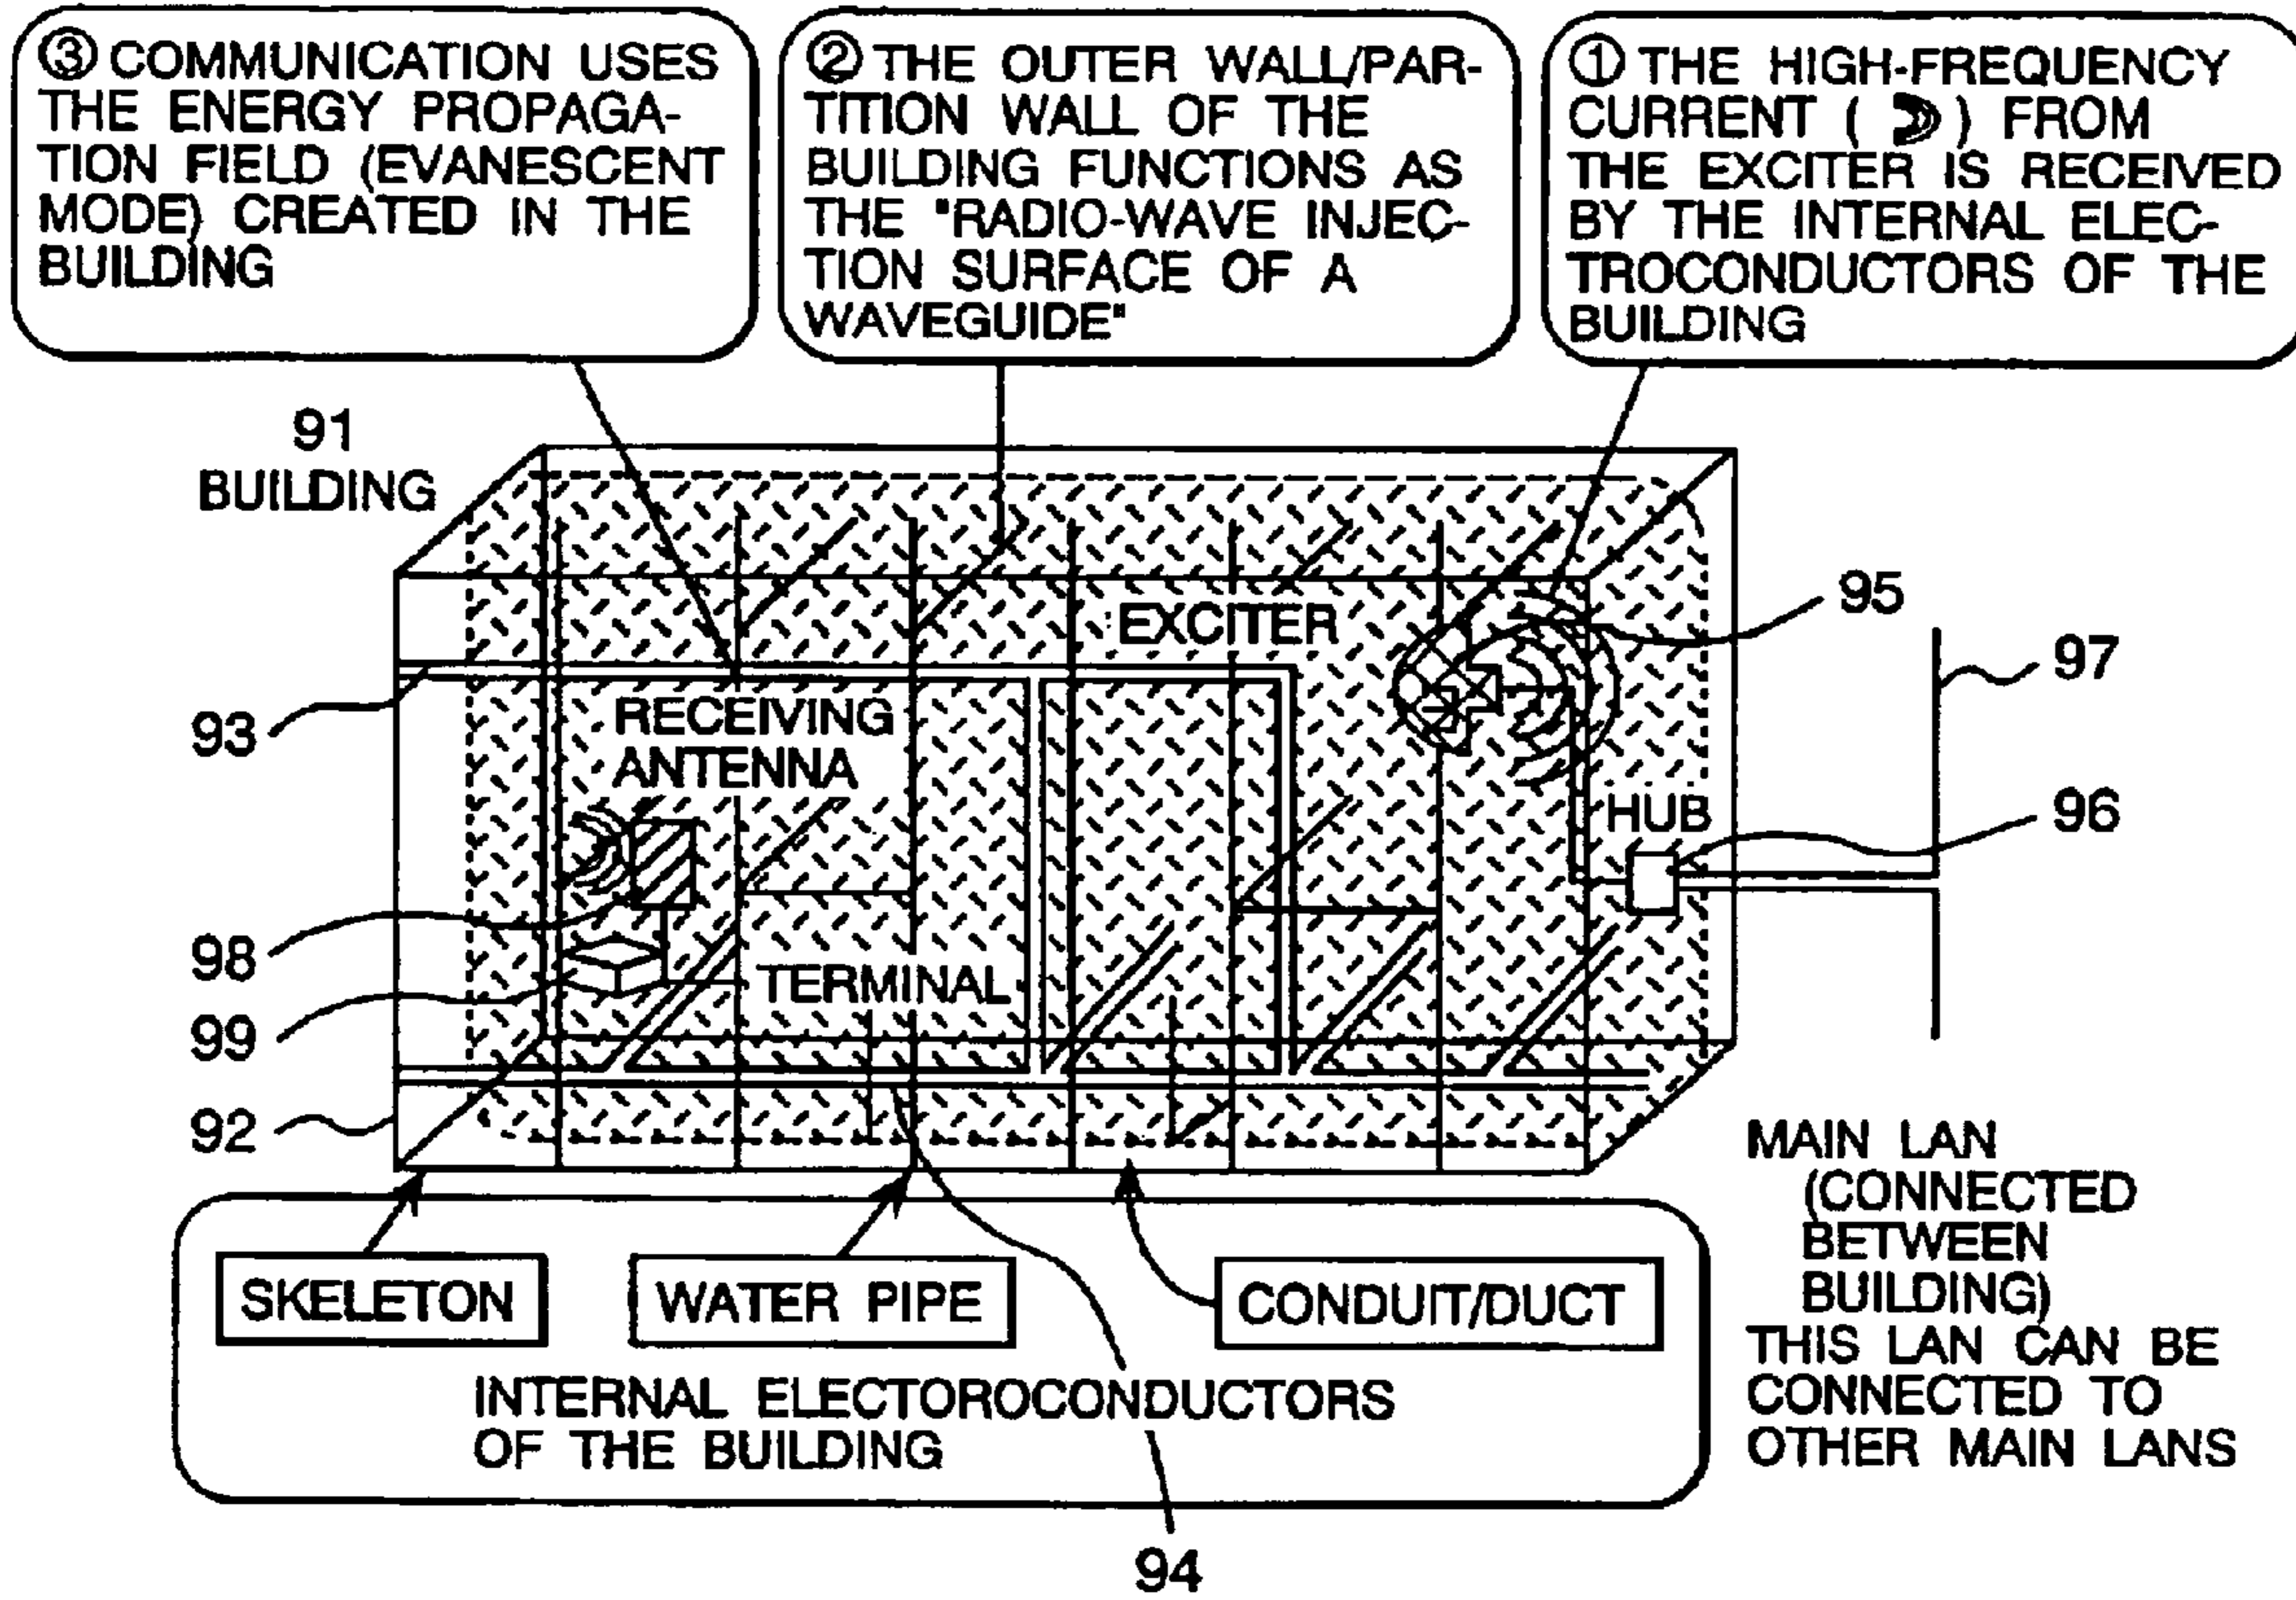 ③ COMMUNICATION USES
THE ENERGY PROPAGA-
TION FIELD (EVANESCENT
MODE) CREATED IN THE
BUILDING
② THE OUTER WALL/PAR-
TITION WALL OF THE
BUILDING FUNCTIONS AS
THE "RADIO-WAVE INJEC-
TION SURFACE OF A
WAVEGUIDE"
① THE HIGH-FREQUENCY
CURRENT ( ) FROM
THE EXCITER IS RECEIVED
BY THE INTERNAL ELEC-
TROCONDUCTORS OF THE
BUILDING
91
BUILDING
EXCITER
95
97
93
RECEIVING
ANTENNA
HUB
96
98
TERMINAL
99
92
MAIN LAN
(CONNECTED
BETWEEN
BUILDING)
THIS LAN CAN BE
CONNECTED TO
OTHER MAIN LANS
SKELETON
WATER PIPE
CONDUIT/DUCT
INTERNAL ELECTOROCONDUCTORS
OF THE BUILDING
94